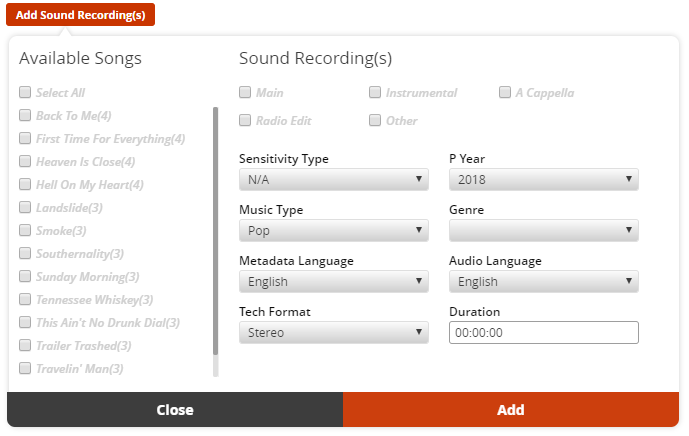 Add Sound Recording(s)
Available Songs
Select All
Back To Me(4)
First Time For Everything(4)
Heaven Is Close(4)
Hell On My Heart(4)
Landslide(3)
Smoke(3)
Southernality(3)
Sunday Morning(3)
Tennessee Whiskey(3)
This Ain't No Drunk Dial(3)
Trailer Trashed(3)
Travelin' Man(3)
Sound Recording(s)
Main
Instrumental
A Cappella
Radio Edit
Other
Sensitivity Type
N/A
P Year
2018
Music Type
Pop
Genre
Metadata Language
English
Audio Language
English
Tech Format
Stereo
Duration
00:00:00
Close
Add